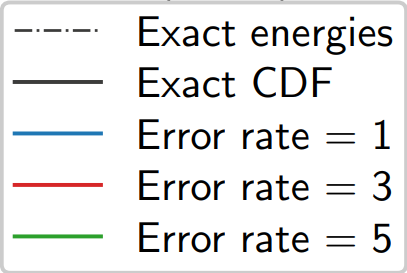 Exact energies
Exact CDF
Error rate = 1
Error rate = 3
Error rate = 5